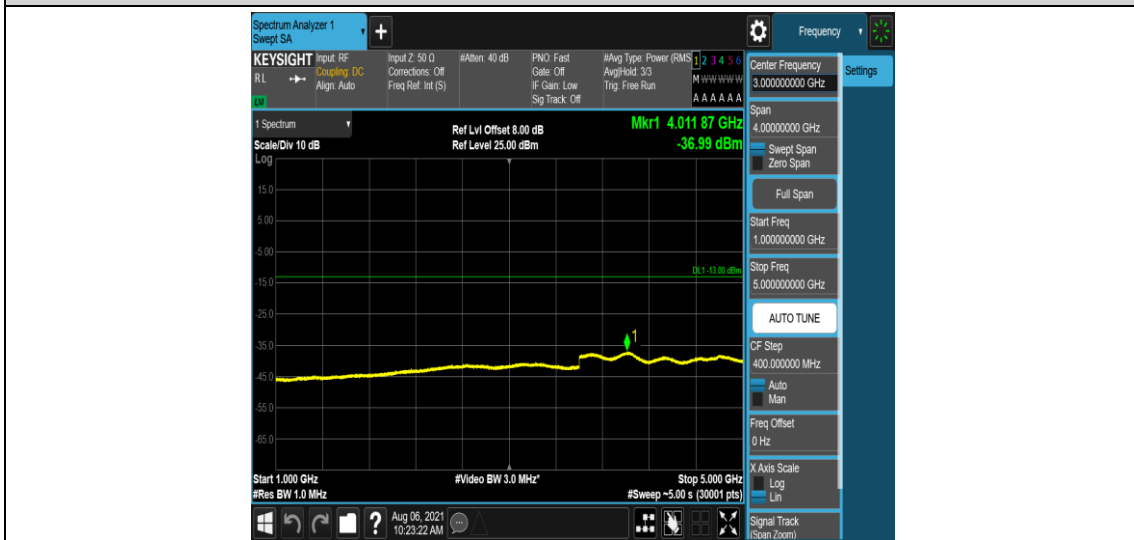 Spectrum Analyzer 1
Swept SA
+
Frequency
KEYSIGHT
RL
LXI
Input: RF
Coupling: DC
Align: Auto
Input Z: 50 Ω
Corrections: Off
Freq Ref: Int (S)
#Atten: 40 dB
PNO: Fast
Gate: Off
IF Gain: Low
Sig Track: Off
#Avg Type: Power (RMS
Avg|Hold: 3/3
Trig: Free Run
1 2 3 4 5 6
M W W W W W
A A A A A A
Center Frequency
3.000000000 GHz
Settings
Span
4.00000000 GHz
Swept Span
Zero Span
Full Span
Start Freq
1.000000000 GHz
Stop Freq
5.000000000 GHz
AUTO TUNE
CF Step
400.000000 MHz
Auto
Man
Freq Offset
0 Hz
X Axis Scale
Log
Lin
Signal Track
(Span Zoom)
1 Spectrum
Scale/Div 10 dB
Ref Lvl Offset 8.00 dB
Ref Level 25.00 dBm
Mkr1 4.011 87 GHz
-36.99 dBm
Log
15.0
5.00
-5.00
DL1 -13.00 dBm
-15.0
-25.0
1
-35.0
-45.0
-55.0
-65.0
Start 1.000 GHz
#Video BW 3.0 MHz*
Stop 5.000 GHz
#Res BW 1.0 MHz
#Sweep ~5.00 s (30001 pts)
?
Aug 06, 2021
10:23:22 AM